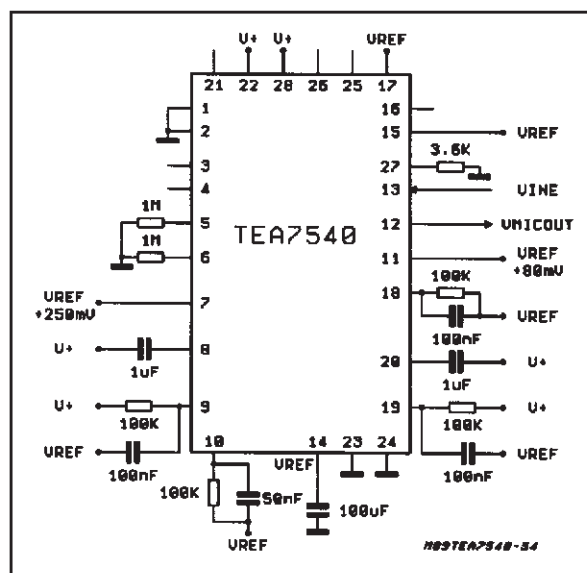 V+ V+ VREF
21 22 28 26 25 17
1 16
2 15 VREF
3 27 3.6K
4 13 VINE
1M 5 12 VMICOUT
1M 6 11 VREF +80mV
TEA7540
VREF +250mV 7 18 100K
100nF VREF
V+ 1uF 8 20 1uF V+
V+ 100K 9 19 100K V+
VREF 100nF 100nF VREF
10 14 23 24
VREF
100K 50nF 100uF
VREF
M89TEA7540-54